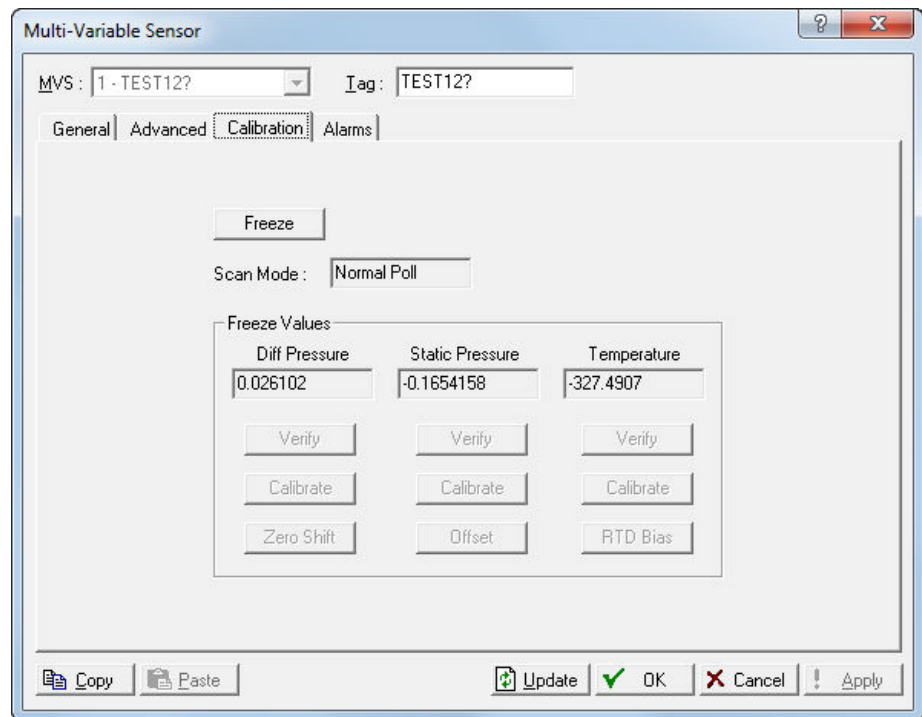 Multi-Variable Sensor
MVS : 1 - TEST12? Tag : TEST12?
General Advanced Calibration Alarms
Freeze
Scan Mode : Normal Poll
Freeze Values
Diff Pressure Static Pressure Temperature
0.026102 -0.1654158 -327.4907
Verify Verify Verify
Calibrate Calibrate Calibrate
Zero Shift Offset RTD Bias
Copy Paste Update OK Cancel ! Apply